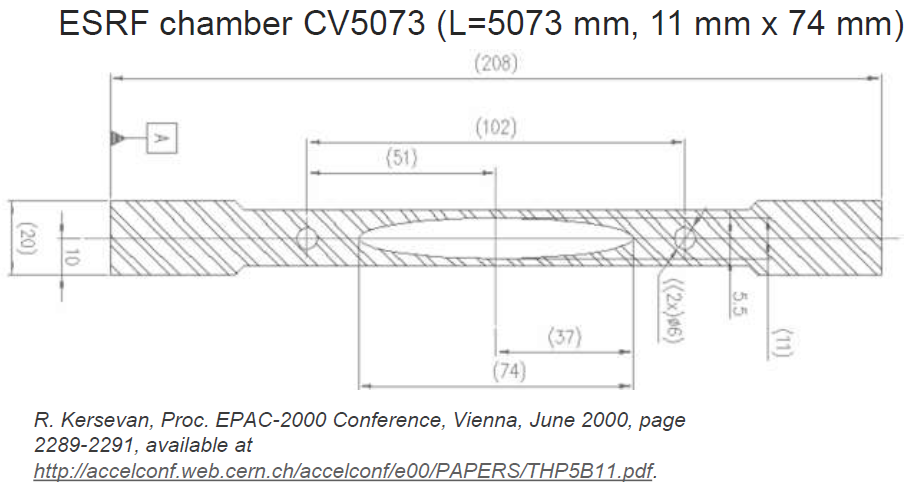 ESRF chamber CV5073 (L=5073 mm, 11 mm x 74 mm)
(208)
(102)
A
(51)
(20)
10
((2x)ø6)
5.5
(11)
(37)
(74)
R. Kersevan, Proc. EPAC-2000 Conference, Vienna, June 2000, page
2289-2291, available at
http://accelconf.web.cern.ch/accelconf/e00/PAPERS/THP5B11.pdf.